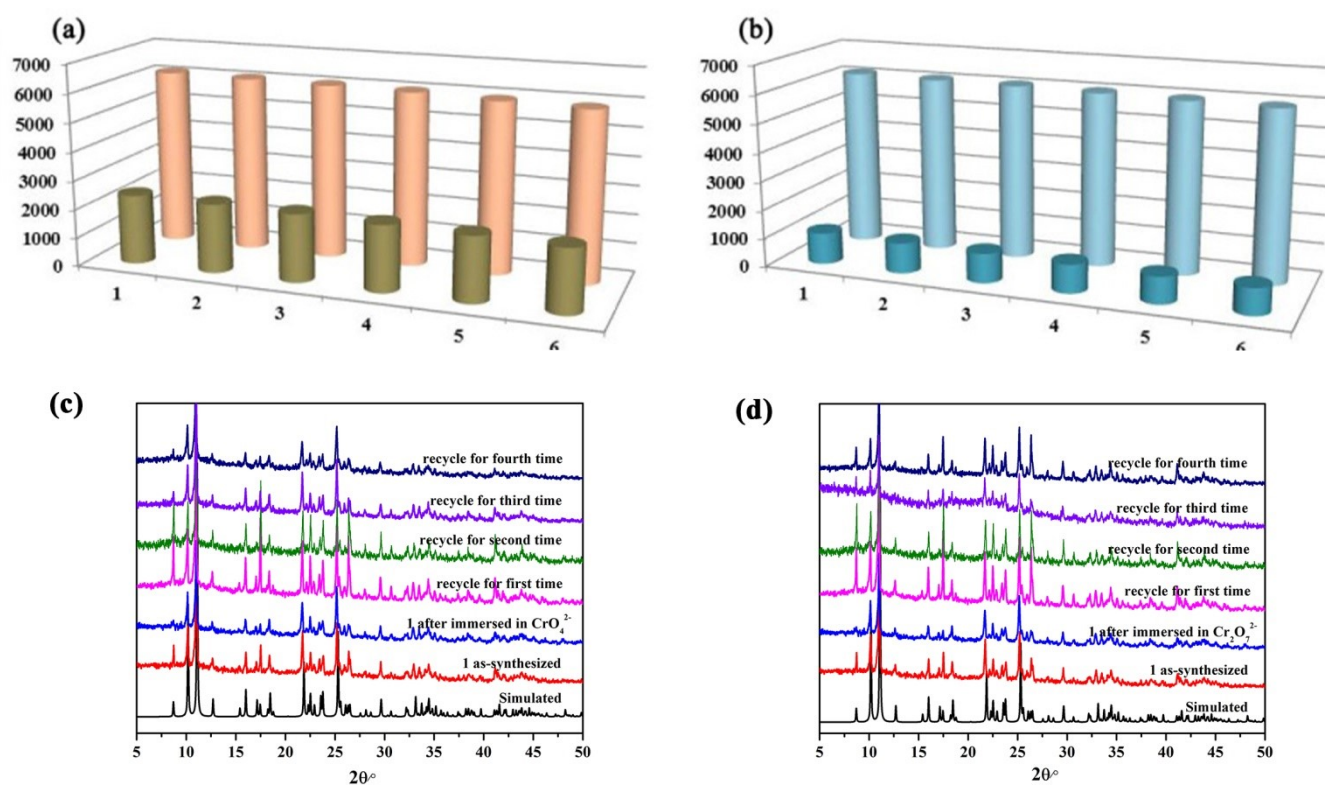 (a)
7000
6000
5000
4000
3000
2000
1000
0
1
2
3
4
5
6
(b)
7000
6000
5000
4000
3000
2000
1000
0
1
2
3
4
5
6
(c)
recycle for fourth time
recycle for third time
recycle for second time
recycle for first time
1 after immersed in CrO₄²⁻
1 as-synthesized
Simulated
5 10 15 20 25 30 35 40 45 50
2θ/°
(d)
recycle for fourth time
recycle for third time
recycle for second time
recycle for first time
1 after immersed in Cr₂O₇²⁻
1 as-synthesized
Simulated
5 10 15 20 25 30 35 40 45 50
2θ/°